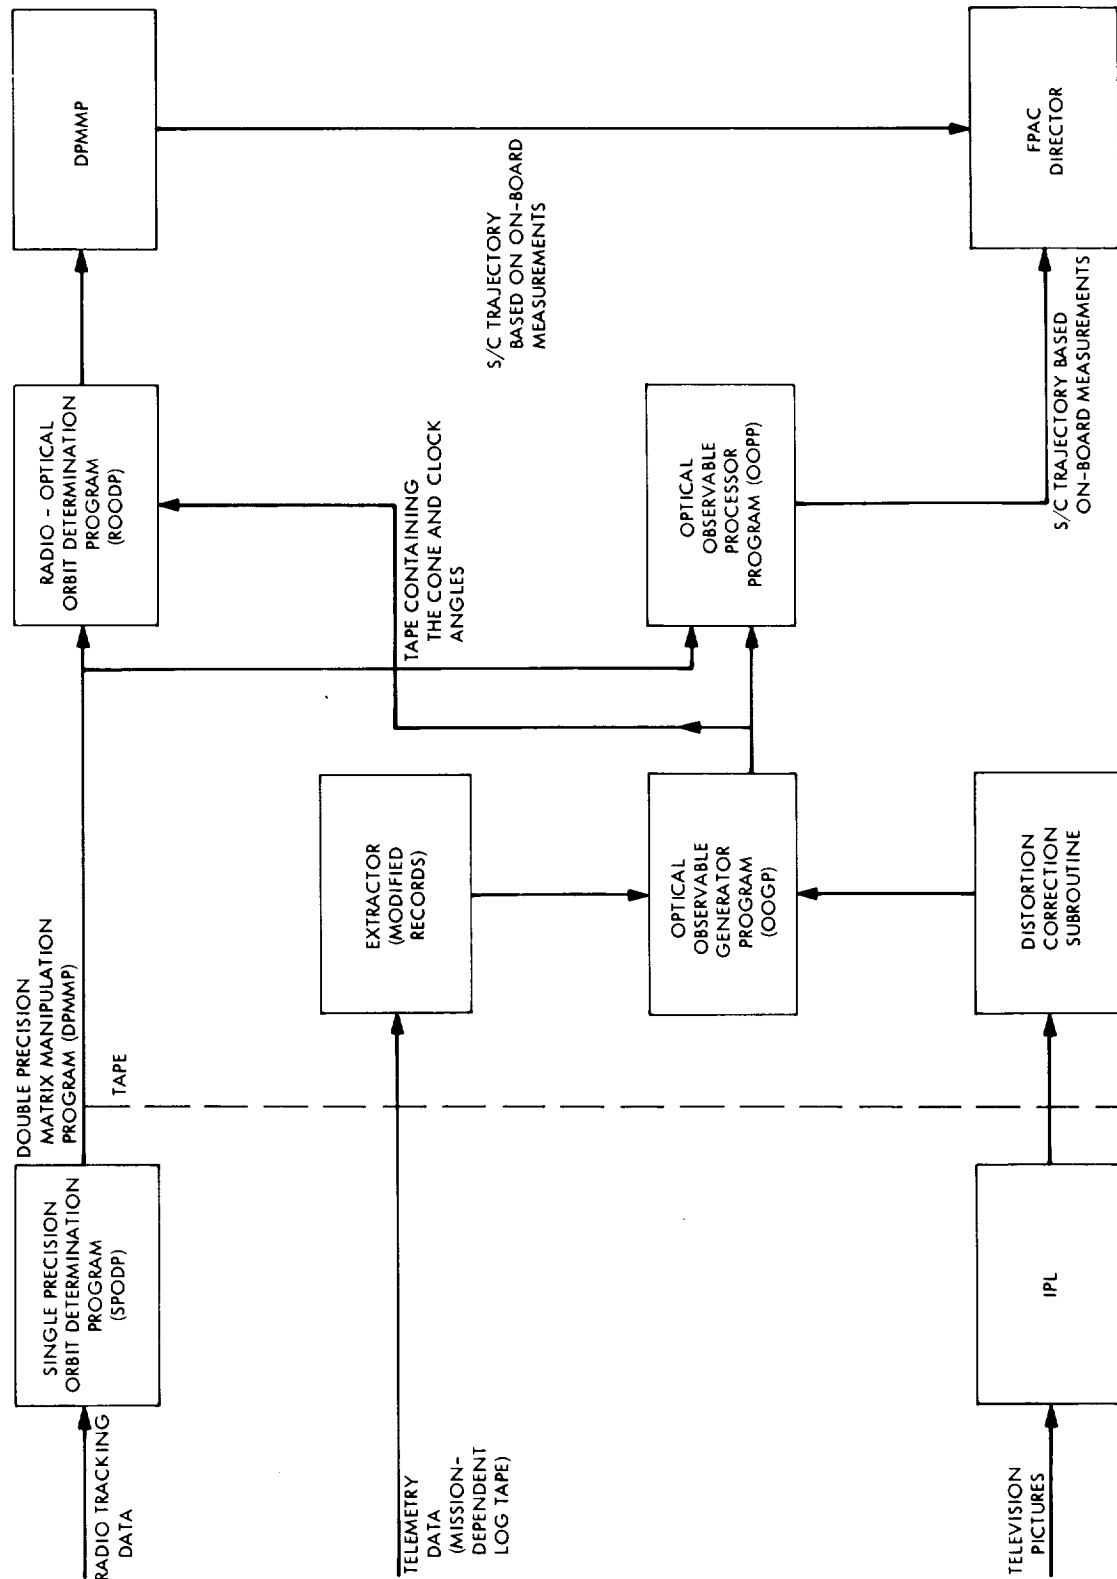 RADIO TRACKING
DATA
SINGLE PRECISION
ORBIT DETERMINATION
PROGRAM
(SPODP)
DOUBLE PRECISION
MATRIX MANIPULATION
PROGRAM (DPMMP)
TAPE
RADIO - OPTICAL
ORBIT DETERMINATION
PROGRAM
(ROODP)
DPMMP
TELEMETRY
DATA
(MISSION-
DEPENDENT
LOG TAPE)
EXTRACTOR
(MODIFIED
RECORDS)
TAPE CONTAINING
THE CONE AND CLOCK
ANGLES
S/C TRAJECTORY
BASED ON ON-BOARD
MEASUREMENTS
OPTICAL
OBSERVABLE
GENERATOR
PROGRAM
(OOGP)
OPTICAL
OBSERVABLE
PROCESSOR
PROGRAM (OOPP)
TELEVISION
PICTURES
IPL
DISTORTION
CORRECTION
SUBROUTINE
S/C TRAJECTORY BASED
ON-BOARD MEASUREMENTS
FPAC
DIRECTOR